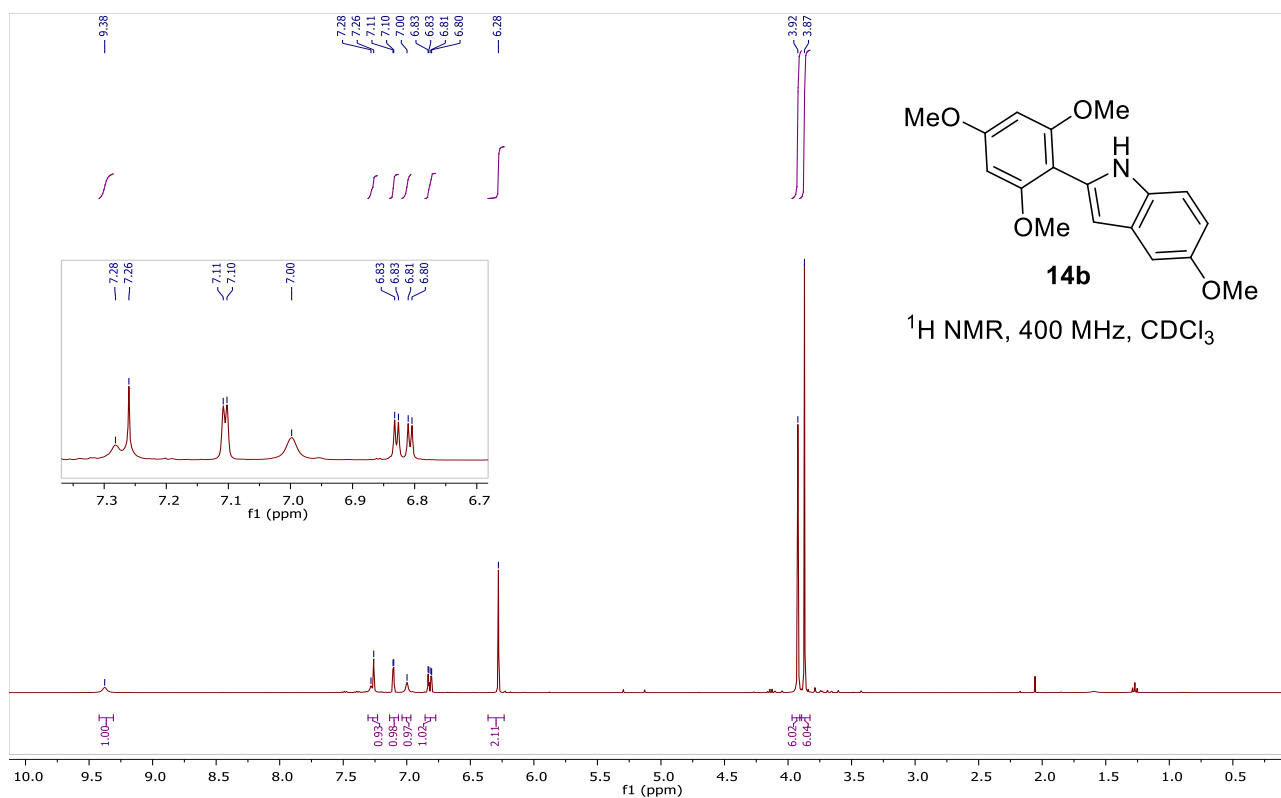 9.38
7.28
7.26
7.11
7.10
7.00
6.83
6.83
6.81
6.80
6.28
3.92
3.87
MeO
OMe
H
N
OMe
OMe
14b
¹H NMR, 400 MHz, CDCl₃
7.28
7.26
7.11
7.10
7.00
6.83
6.83
6.81
6.80
7.3 7.2 7.1 7.0 6.9 6.8 6.7
f1 (ppm)
1.00
0.93
0.98
0.97
1.02
2.11
6.02
6.04
10.0 9.5 9.0 8.5 8.0 7.5 7.0 6.5 6.0 5.5 5.0 4.5 4.0 3.5 3.0 2.5 2.0 1.5 1.0 0.5
f1 (ppm)